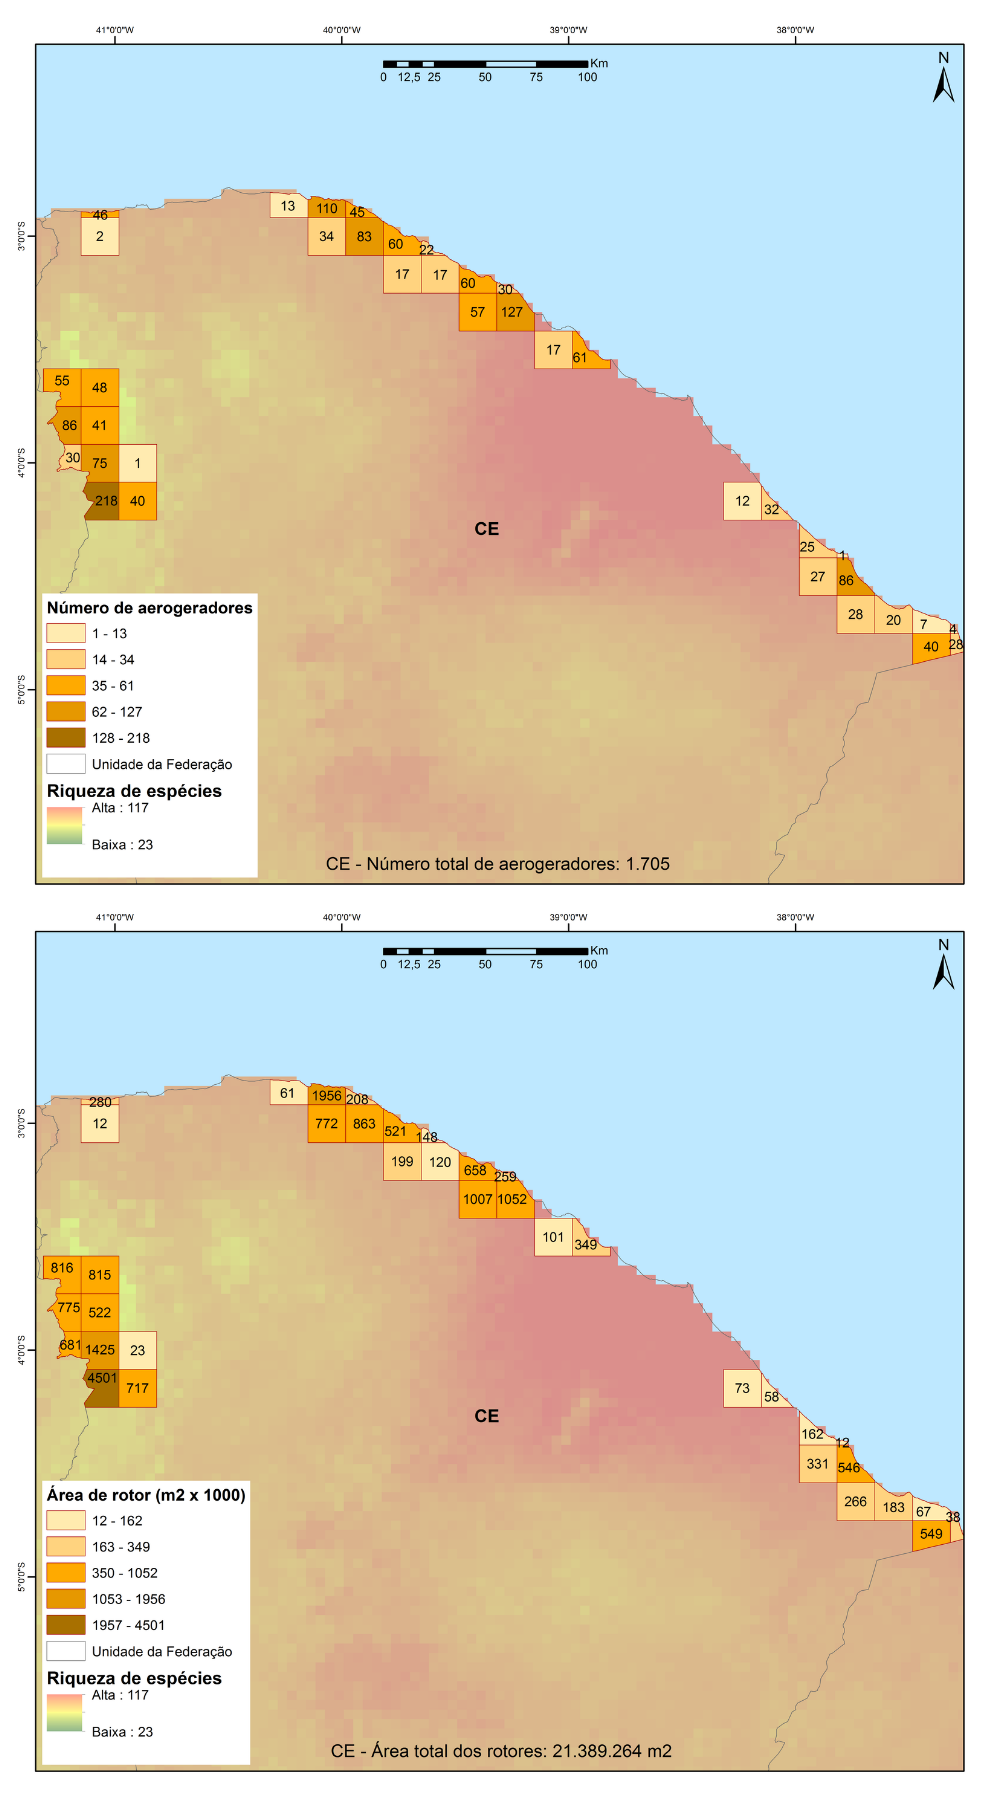 41°0'0"W 40°0'0"W 39°0'0"W 38°0'0"W
Km
0 12,5 25 50 75 100
N
46
2
13
110
45
3°0'0"S
34
83
60
22
17
17
60
30
57
127
17
61
55
48
86
41
30
75
1
4°0'0"S
218
40
12
32
CE
25
1
27
86
28
20
7
4
40
28
5°0'0"S
Número de aerogeradores
1 - 13
14 - 34
35 - 61
62 - 127
128 - 218
Unidade da Federação
Riqueza de espécies
Alta : 117
Baixa : 23
CE - Número total de aerogeradores: 1.705
41°0'0"W 40°0'0"W 39°0'0"W 38°0'0"W
Km
0 12,5 25 50 75 100
N
280
12
61
1956
208
3°0'0"S
772
863
521
148
199
120
658
259
1007
1052
101
349
816
815
775
522
681
1425
23
4°0'0"S
4501
717
73
58
CE
162
12
331
546
266
183
67
38
549
5°0'0"S
Área de rotor (m2 x 1000)
12 - 162
163 - 349
350 - 1052
1053 - 1956
1957 - 4501
Unidade da Federação
Riqueza de espécies
Alta : 117
Baixa : 23
CE - Área total dos rotores: 21.389.264 m2